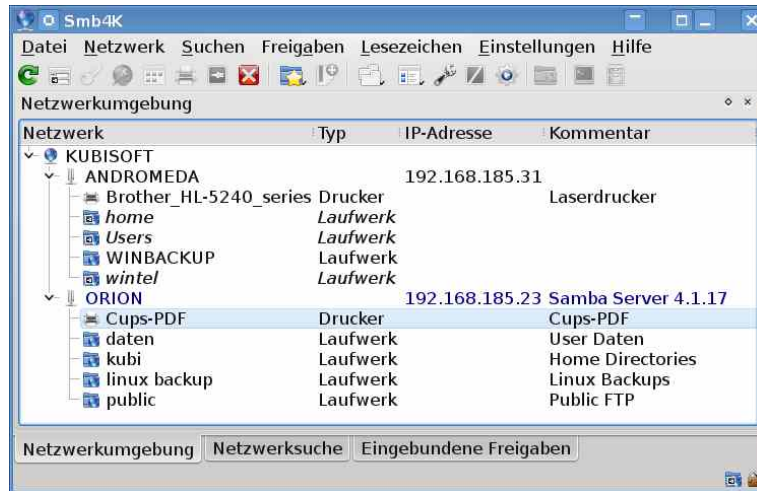 Smb4K
Datei Netzwerk Suchen Freigaben Lesezeichen Einstellungen Hilfe
Netzwerkumgebung
Netzwerk Typ IP-Adresse Kommentar
KUBISOFT
ANDROMEDA 192.168.185.31
Brother_HL-5240_series Drucker Laserdrucker
home Laufwerk
Users Laufwerk
WINBACKUP Laufwerk
wintel Laufwerk
ORION 192.168.185.23 Samba Server 4.1.17
Cups-PDF Drucker Cups-PDF
daten Laufwerk User Daten
kubi Laufwerk Home Directories
linux backup Laufwerk Linux Backups
public Laufwerk Public FTP
Netzwerkumgebung Netzwerksuche Eingebundene Freigaben